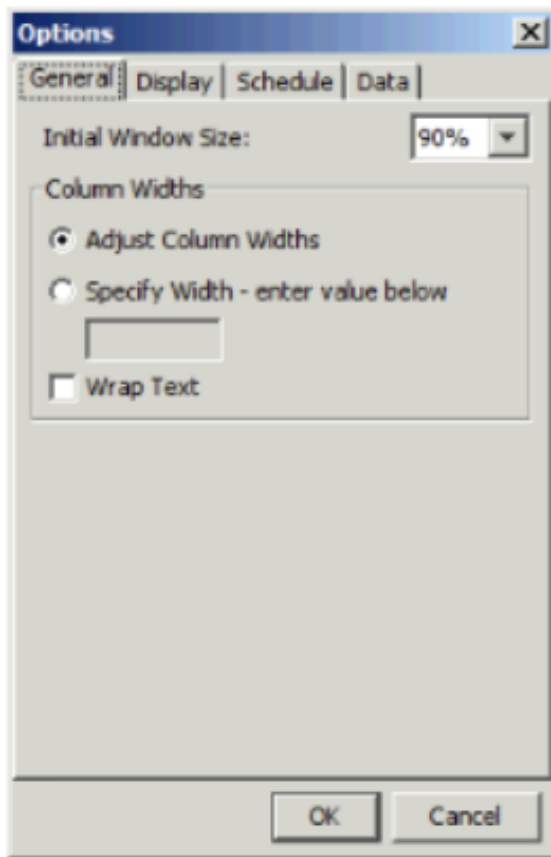 Options
General Display Schedule Data
Initial Window Size: 90%
Column Widths
Adjust Column Widths
Specify Width - enter value below
Wrap Text
OK Cancel